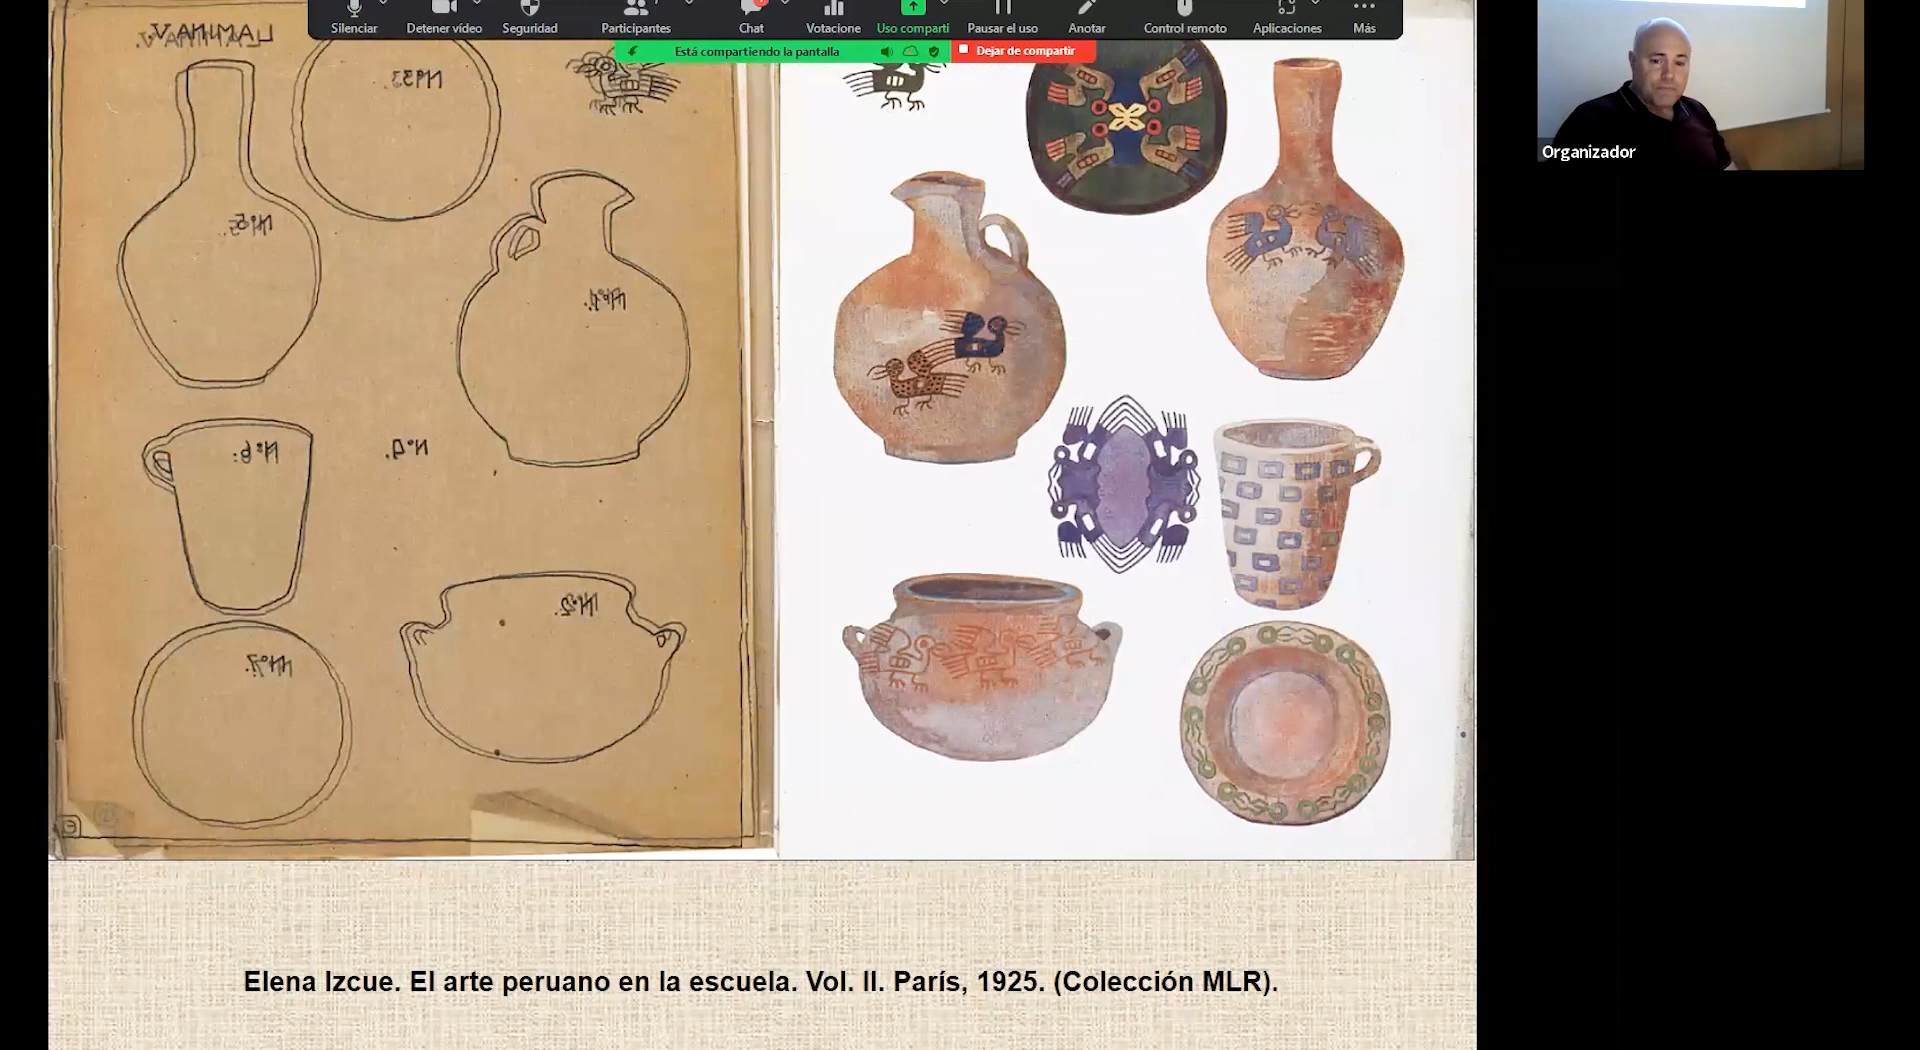 Silenciar
Detener vídeo
Seguridad
Participantes
Chat
Votacione
Uso comparti
Pausar el uso
Anotar
Control remoto
Aplicaciones
Más
Está compartiendo la pantalla
Dejar de compartir
Organizador
LAMINA V.
Elena Izcue. El arte peruano en la escuela. Vol. II. París, 1925. (Colección MLR).